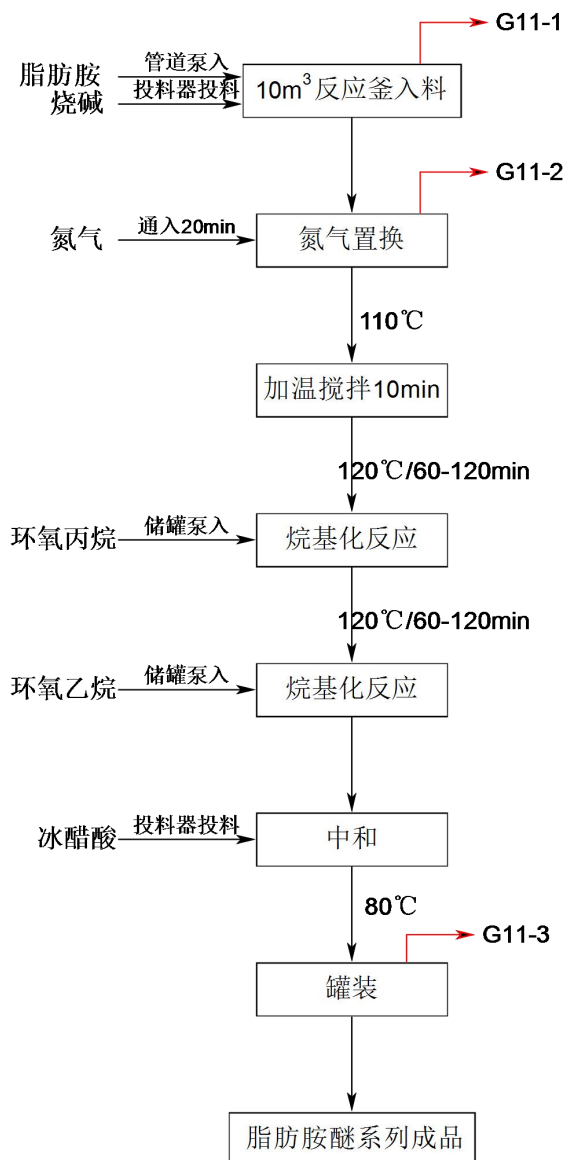 G11-1
脂肪胺
管道泵入
烧碱
投料器投料
10m³反应釜入料
G11-2
氮气
通入20min
氮气置换
110℃
加温搅拌10min
120℃/60-120min
环氧丙烷
储罐泵入
烷基化反应
120℃/60-120min
环氧乙烷
储罐泵入
烷基化反应
冰醋酸
投料器投料
中和
80℃
G11-3
罐装
脂肪胺醚系列成品